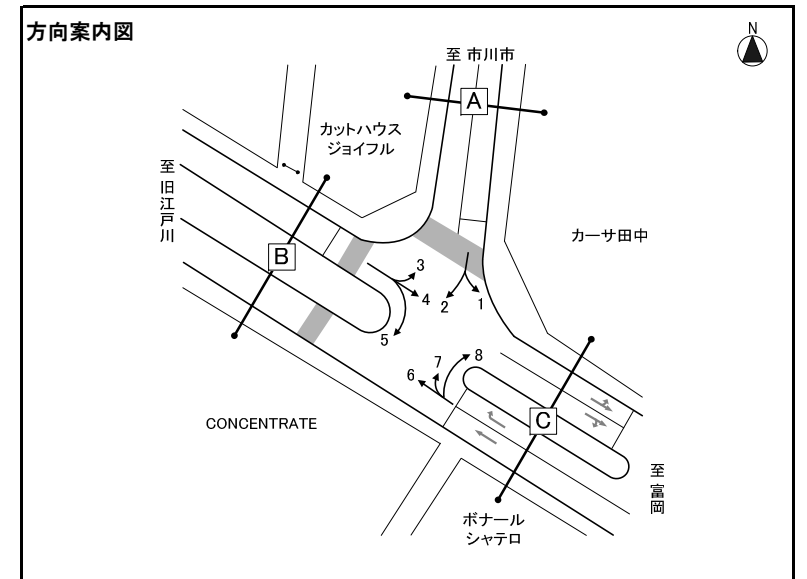 方向案内図
N
至 市川市
A
カットハウス
ジョイフル
至旧江戸川
カーサ田中
B
3
4
5
2
1
8
7
6
C
CONCENTRATE
至富岡
ボナール
シャテロ